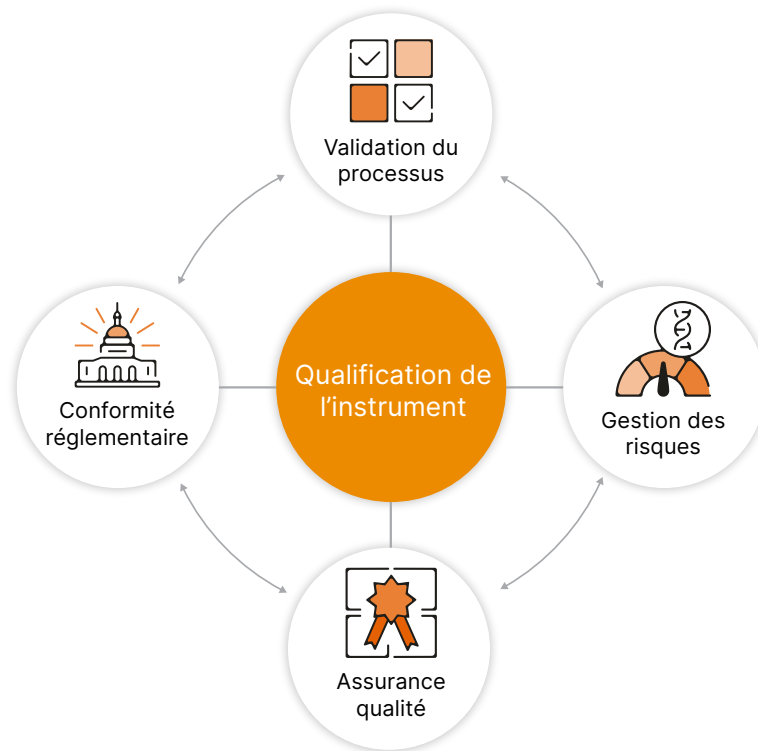 Validation du
processus
Conformité
réglementaire
Qualification de
l’instrument
Gestion des
risques
Assurance
qualité